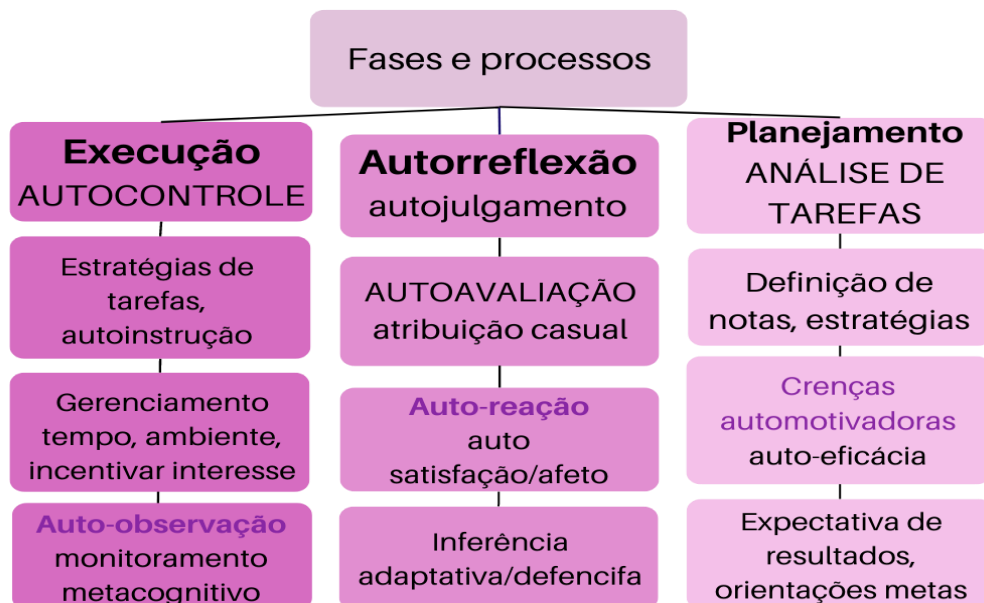 Fases e processos
Execução
AUTOCONTROLE
Estratégias de
tarefas,
autoinstrução
Gerenciamento
tempo, ambiente,
incentivar interesse
Auto-observação
monitoramento
metacognitivo
Autorreflexão
autojulgamento
AUTOAVALIAÇÃO
atribuição casual
Auto-reação
auto
satisfação/afeto
Inferência
adaptativa/defencifa
Planejamento
ANÁLISE DE
TAREFAS
Definição de
notas, estratégias
Crenças
automotivadoras
auto-eficácia
Expectativa de
resultados,
orientações metas